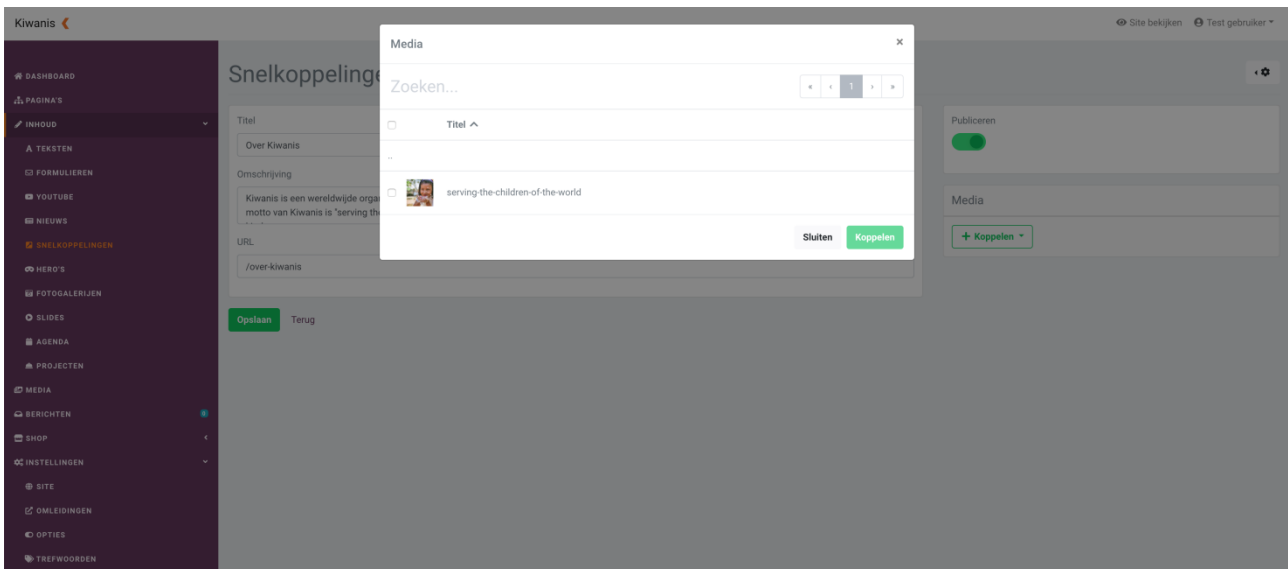 Kiwanis
Site bekijken
Test gebruiker
DASHBOARD
PAGINA'S
INHOUD
TEKSTEN
FORMULIEREN
YOUTUBE
NIEUWS
SNELKOPPELINGEN
HERO'S
FOTOGALERIJEN
SLIDES
AGENDA
PROJECTEN
MEDIA
BERICHTEN
SHOP
INSTELLINGEN
SITE
OMLEIDINGEN
OPTIES
TREFWOORDEN
Snelkoppelinge
Titel
Over Kiwanis
Omschrijving
Kiwanis is een wereldwijde orga
motto van Kiwanis is "serving the
URL
/over-kiwanis
Opslaan Terug
Media ×
Zoeken...
« ‹ 1 › »
Titel
..
serving-the-children-of-the-world
Sluiten Koppelen
Publiceren
Media
+ Koppelen